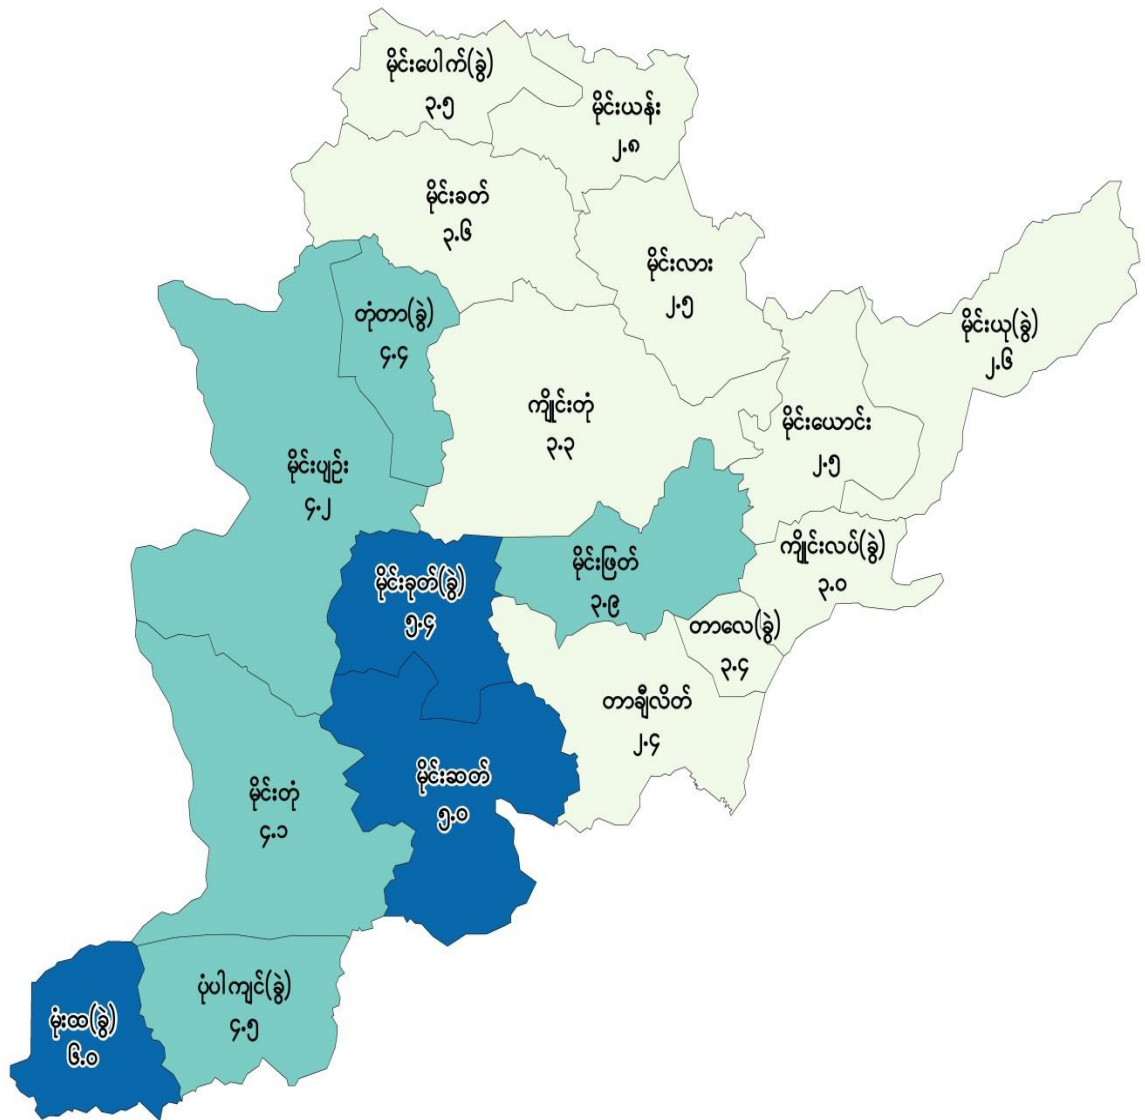 မိုင်းပေါက်(ခွဲ)
၃.၅
မိုင်းယန်း
၂.၈
မိုင်းခတ်
၃.၆
မိုင်းလား
၂.၅
တုံတာ(ခွဲ)
၄.၄
မိုင်းယု(ခွဲ)
၂.၆
ကျိုင်းတုံ
၃.၃
မိုင်းယောင်း
၂.၅
မိုင်းပျဉ်း
၄.၂
မိုင်းဖြတ်
၃.၉
ကျိုင်းလပ်(ခွဲ)
၃.၀
မိုင်းခုတ်(ခွဲ)
၅.၄
တာလေ(ခွဲ)
၃.၄
တာချီလိတ်
၂.၄
မိုင်းဆတ်
၅.၀
မိုင်းတုံ
၄.၁
ပုံပါကျင်(ခွဲ)
၄.၅
မုံးထ(ခွဲ)
၆.၀